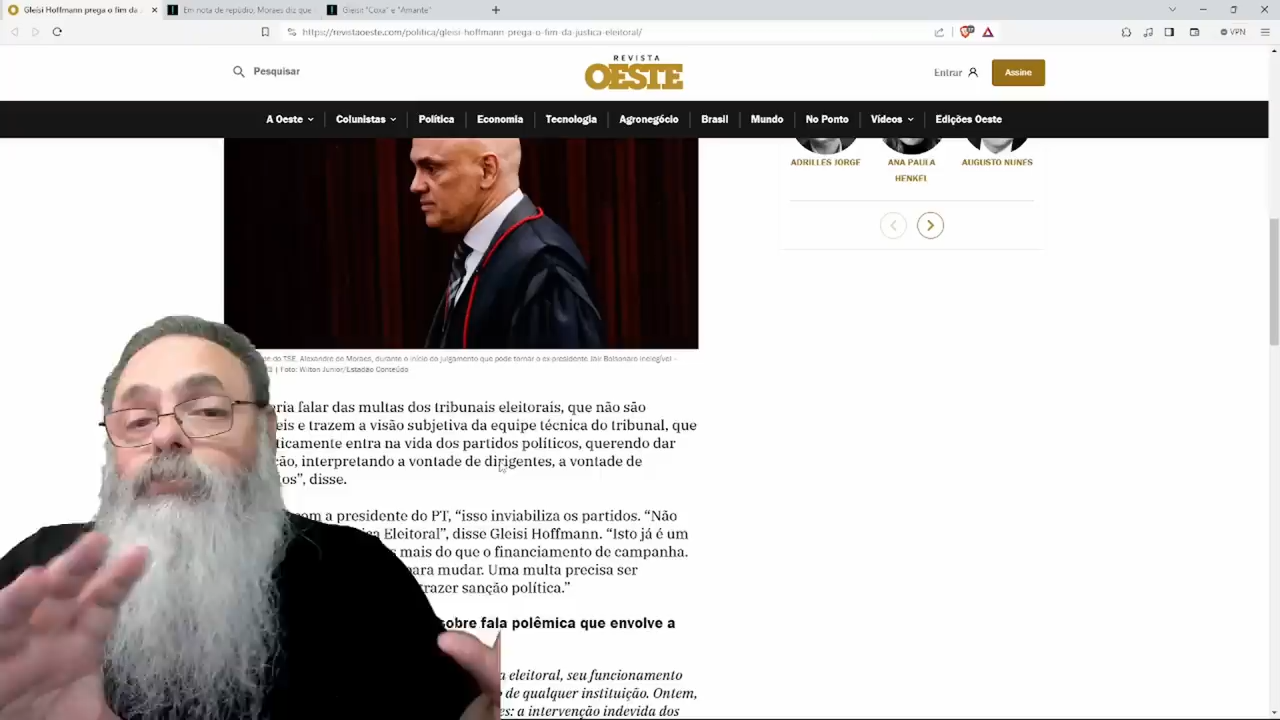 Gleisi Hoffmann prega o fim da
Em nota de repúdio, Moraes diz que
Gleisi "Coxa" e "Amante"
https://revistaoeste.com/politica/gleisi-hoffmann-prega-o-fim-da-justica-eleitoral/
VPN
Pesquisar
REVISTA
OESTE
Entrar
Assine
A Oeste
Colunistas
Política
Economia
Tecnologia
Agronegócio
Brasil
Mundo
No Ponto
Vídeos
Edições Oeste
ADRILLES JORGE
ANA PAULA
HENKEL
AUGUSTO NUNES
do TSE, Alexandre de Moraes, durante o início do julgamento que pode tornar o ex-presidente Jair Bolsonaro inelegível -
| Foto: Wilton Junior/Estadão Conteúdo
eria falar das multas dos tribunais eleitorais, que não são
eis e trazem a visão subjetiva da equipe técnica do tribunal, que
ticamente entra na vida dos partidos políticos, querendo dar
ção, interpretando a vontade de dirigentes, a vontade de
os”, disse.
com a presidente do PT, “isso inviabiliza os partidos. “Não
ca Eleitoral”, disse Gleisi Hoffmann. “Isto já é um
s mais do que o financiamento de campanha.
para mudar. Uma multa precisa ser
trazer sanção política.”
sobre fala polêmica que envolve a
a eleitoral, seu funcionamento
de qualquer instituição. Ontem,
es: a intervenção indevida dos